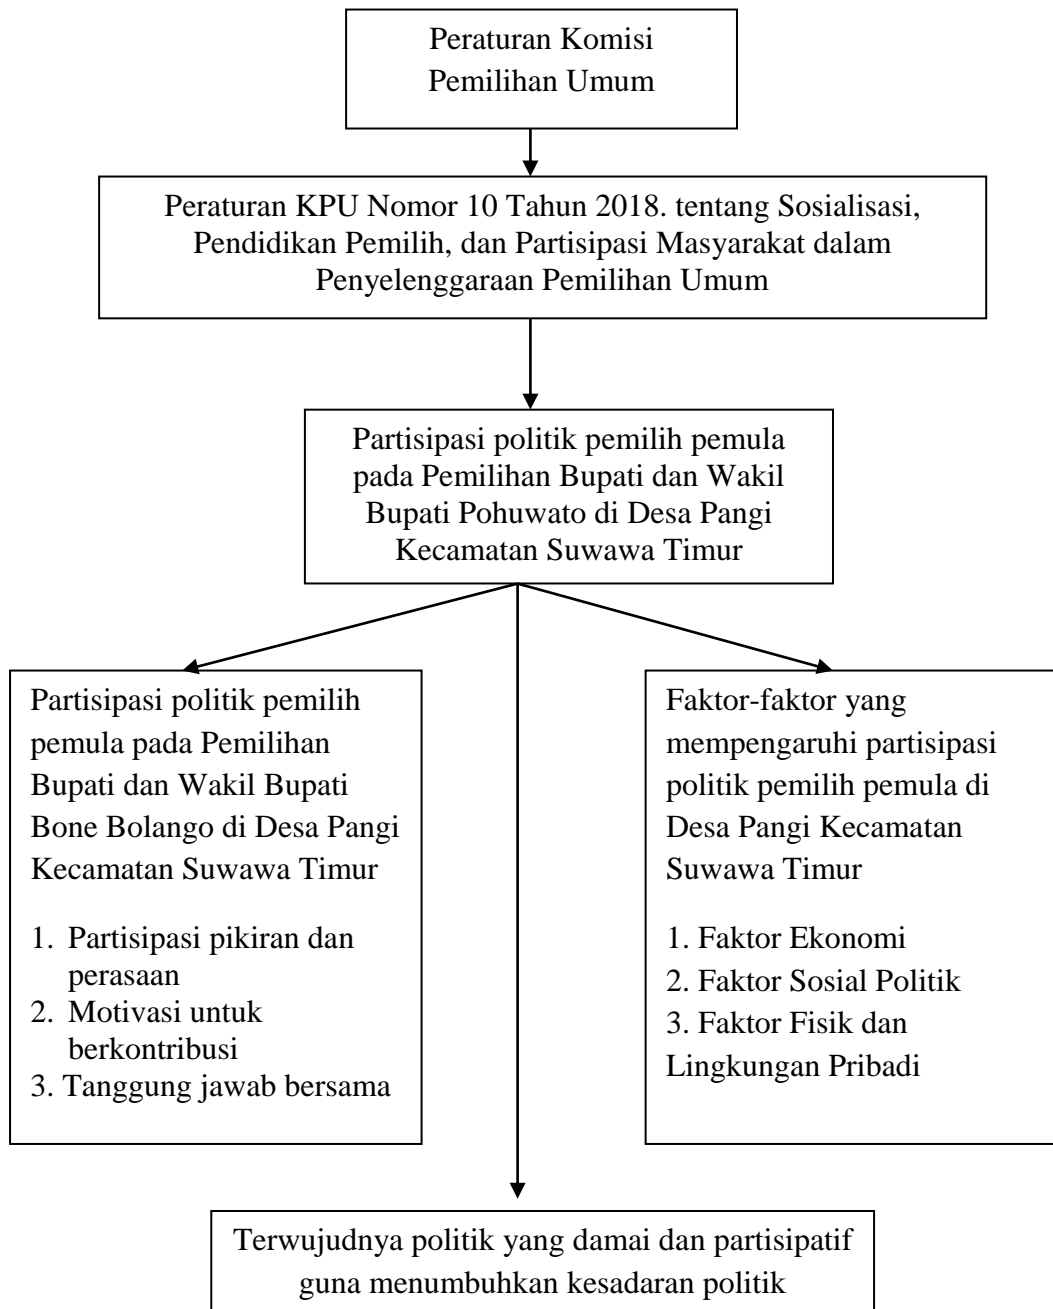 Peraturan Komisi
Pemilihan Umum
Peraturan KPU Nomor 10 Tahun 2018. tentang Sosialisasi,
Pendidikan Pemilih, dan Partisipasi Masyarakat dalam
Penyelenggaraan Pemilihan Umum
Partisipasi politik pemilih pemula
pada Pemilihan Bupati dan Wakil
Bupati Pohuwato di Desa Pangi
Kecamatan Suwawa Timur
Partisipasi politik pemilih
pemula pada Pemilihan
Bupati dan Wakil Bupati
Bone Bolango di Desa Pangi
Kecamatan Suwawa Timur
1. Partisipasi pikiran dan
perasaan
2. Motivasi untuk
berkontribusi
3. Tanggung jawab bersama
Faktor-faktor yang
mempengaruhi partisipasi
politik pemilih pemula di
Desa Pangi Kecamatan
Suwawa Timur
1. Faktor Ekonomi
2. Faktor Sosial Politik
3. Faktor Fisik dan
Lingkungan Pribadi
Terwujudnya politik yang damai dan partisipatif
guna menumbuhkan kesadaran politik